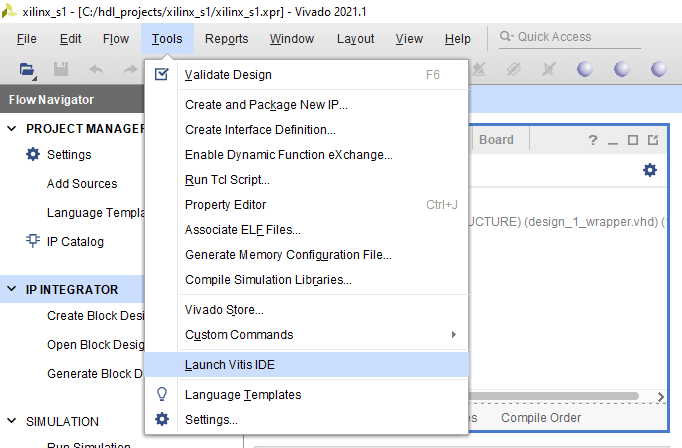 xilinx_s1 - [C:/hdl_projects/xilinx_s1/xilinx_s1.xpr] - Vivado 2021.1
File Edit Flow Tools Reports Window Layout View Help Quick Access
Flow Navigator
PROJECT MANAGER
Settings
Add Sources
Language Templa
IP Catalog
IP INTEGRATOR
Create Block Desi
Open Block Desig
Generate Block D
SIMULATION
Run Simulation
Validate Design F6
Create and Package New IP...
Create Interface Definition...
Enable Dynamic Function eXchange...
Run Tcl Script...
Property Editor Ctrl+J
Associate ELF Files...
Generate Memory Configuration File...
Compile Simulation Libraries...
Vivado Store...
Custom Commands
Launch Vitis IDE
Language Templates
Settings...
Board ?
UCTURE) (design_1_wrapper.vhd) (
es Compile Order